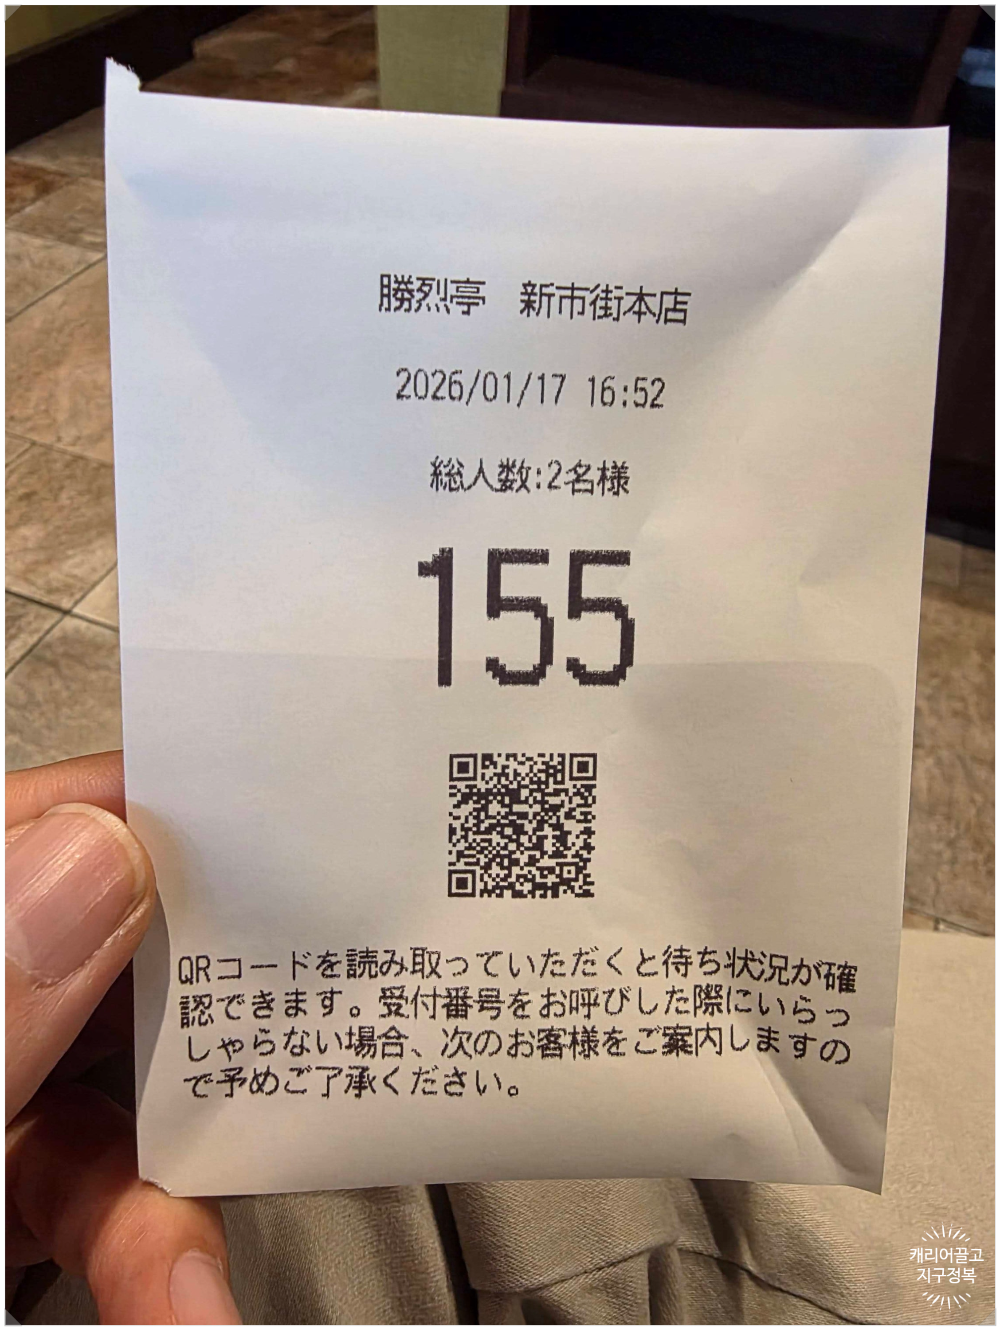 勝烈亭 新市街本店
2026/01/17 16:52
総人数:2名様
155
QRコードを読み取っていただくと待ち状況が確
認できます。受付番号をお呼びした際にいらっ
しゃらない場合、次のお客様をご案内しますの
で予めご了承ください。
캐리어끌고
지구정복